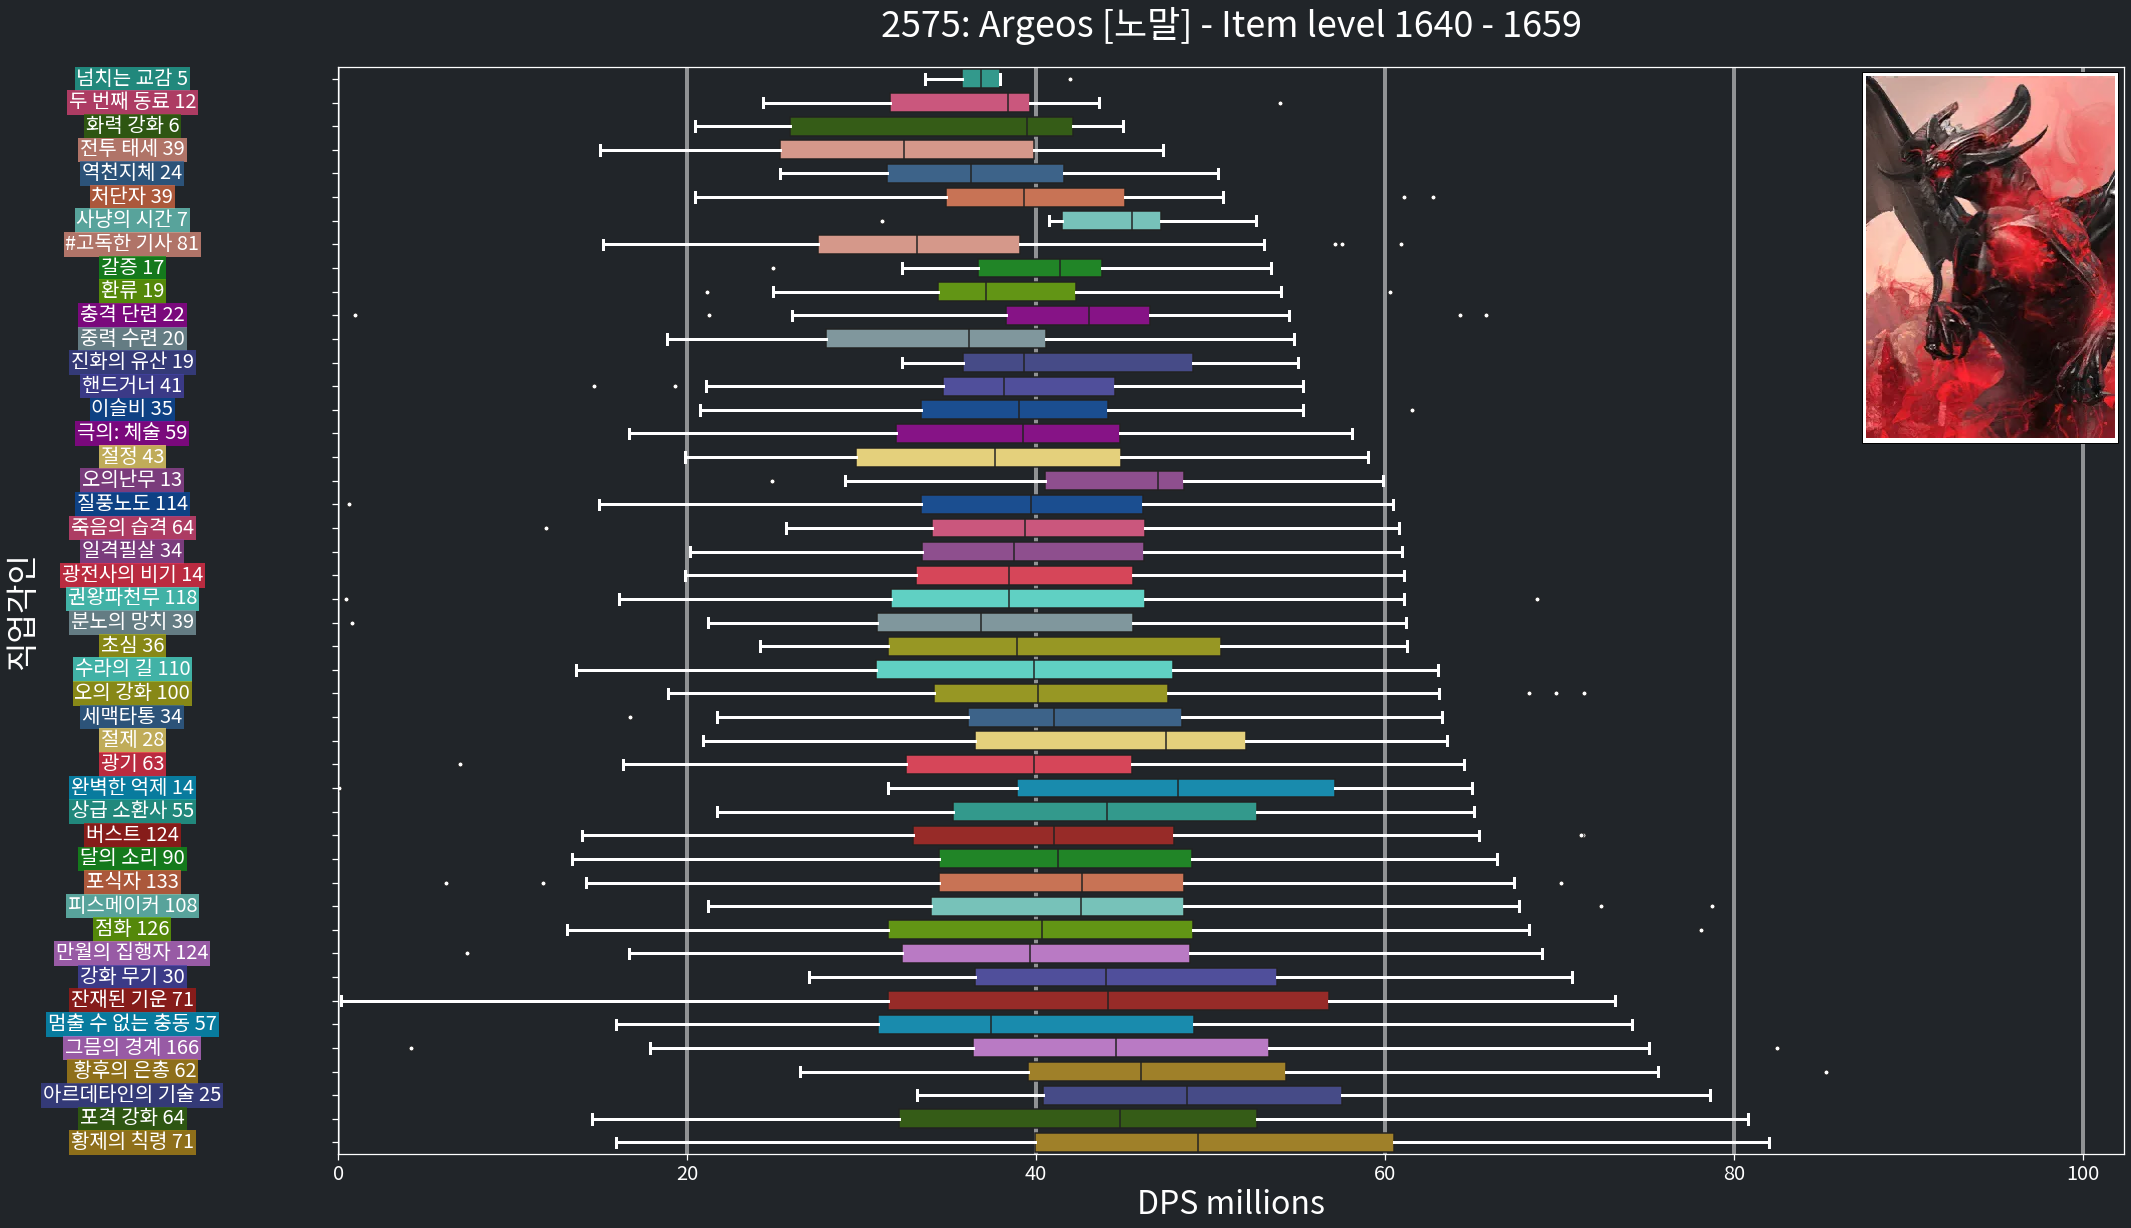 2575: Argeos [노말] - Item level 1640 - 1659
직업각인
넘치는 교감 5
두 번째 동료 12
화력 강화 6
전투 태세 39
역천지체 24
처단자 39
사냥의 시간 7
#고독한 기사 81
갈증 17
환류 19
충격 단련 22
중력 수련 20
진화의 유산 19
핸드거너 41
이슬비 35
극의: 체술 59
절정 43
오의난무 13
질풍노도 114
죽음의 습격 64
일격필살 34
광전사의 비기 14
권왕파천무 118
분노의 망치 39
초심 36
수라의 길 110
오의 강화 100
세맥타통 34
절제 28
광기 63
완벽한 억제 14
상급 소환사 55
버스트 124
달의 소리 90
포식자 133
피스메이커 108
점화 126
만월의 집행자 124
강화 무기 30
잔재된 기운 71
멈출 수 없는 충동 57
그믐의 경계 166
황후의 은총 62
아르데타인의 기술 25
포격 강화 64
황제의 칙령 71
0 20 40 60 80 100
DPS millions